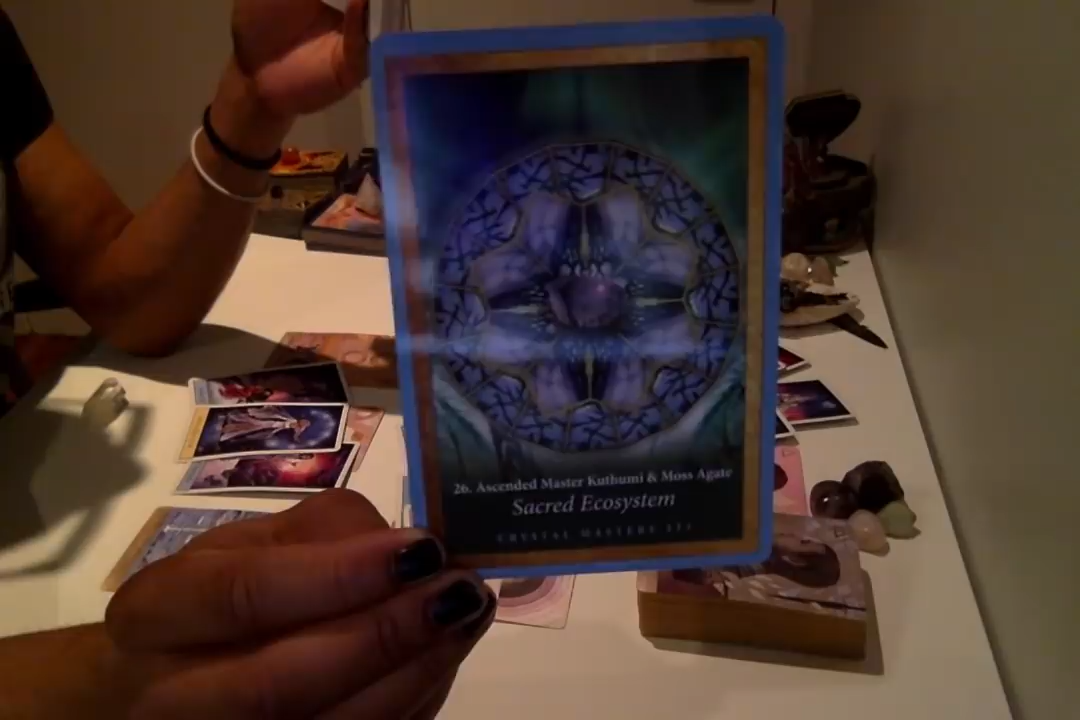 26. Ascended Master Kuthumi & Moss Agate
Sacred Ecosystem
CRYSTAL MASTERS 333